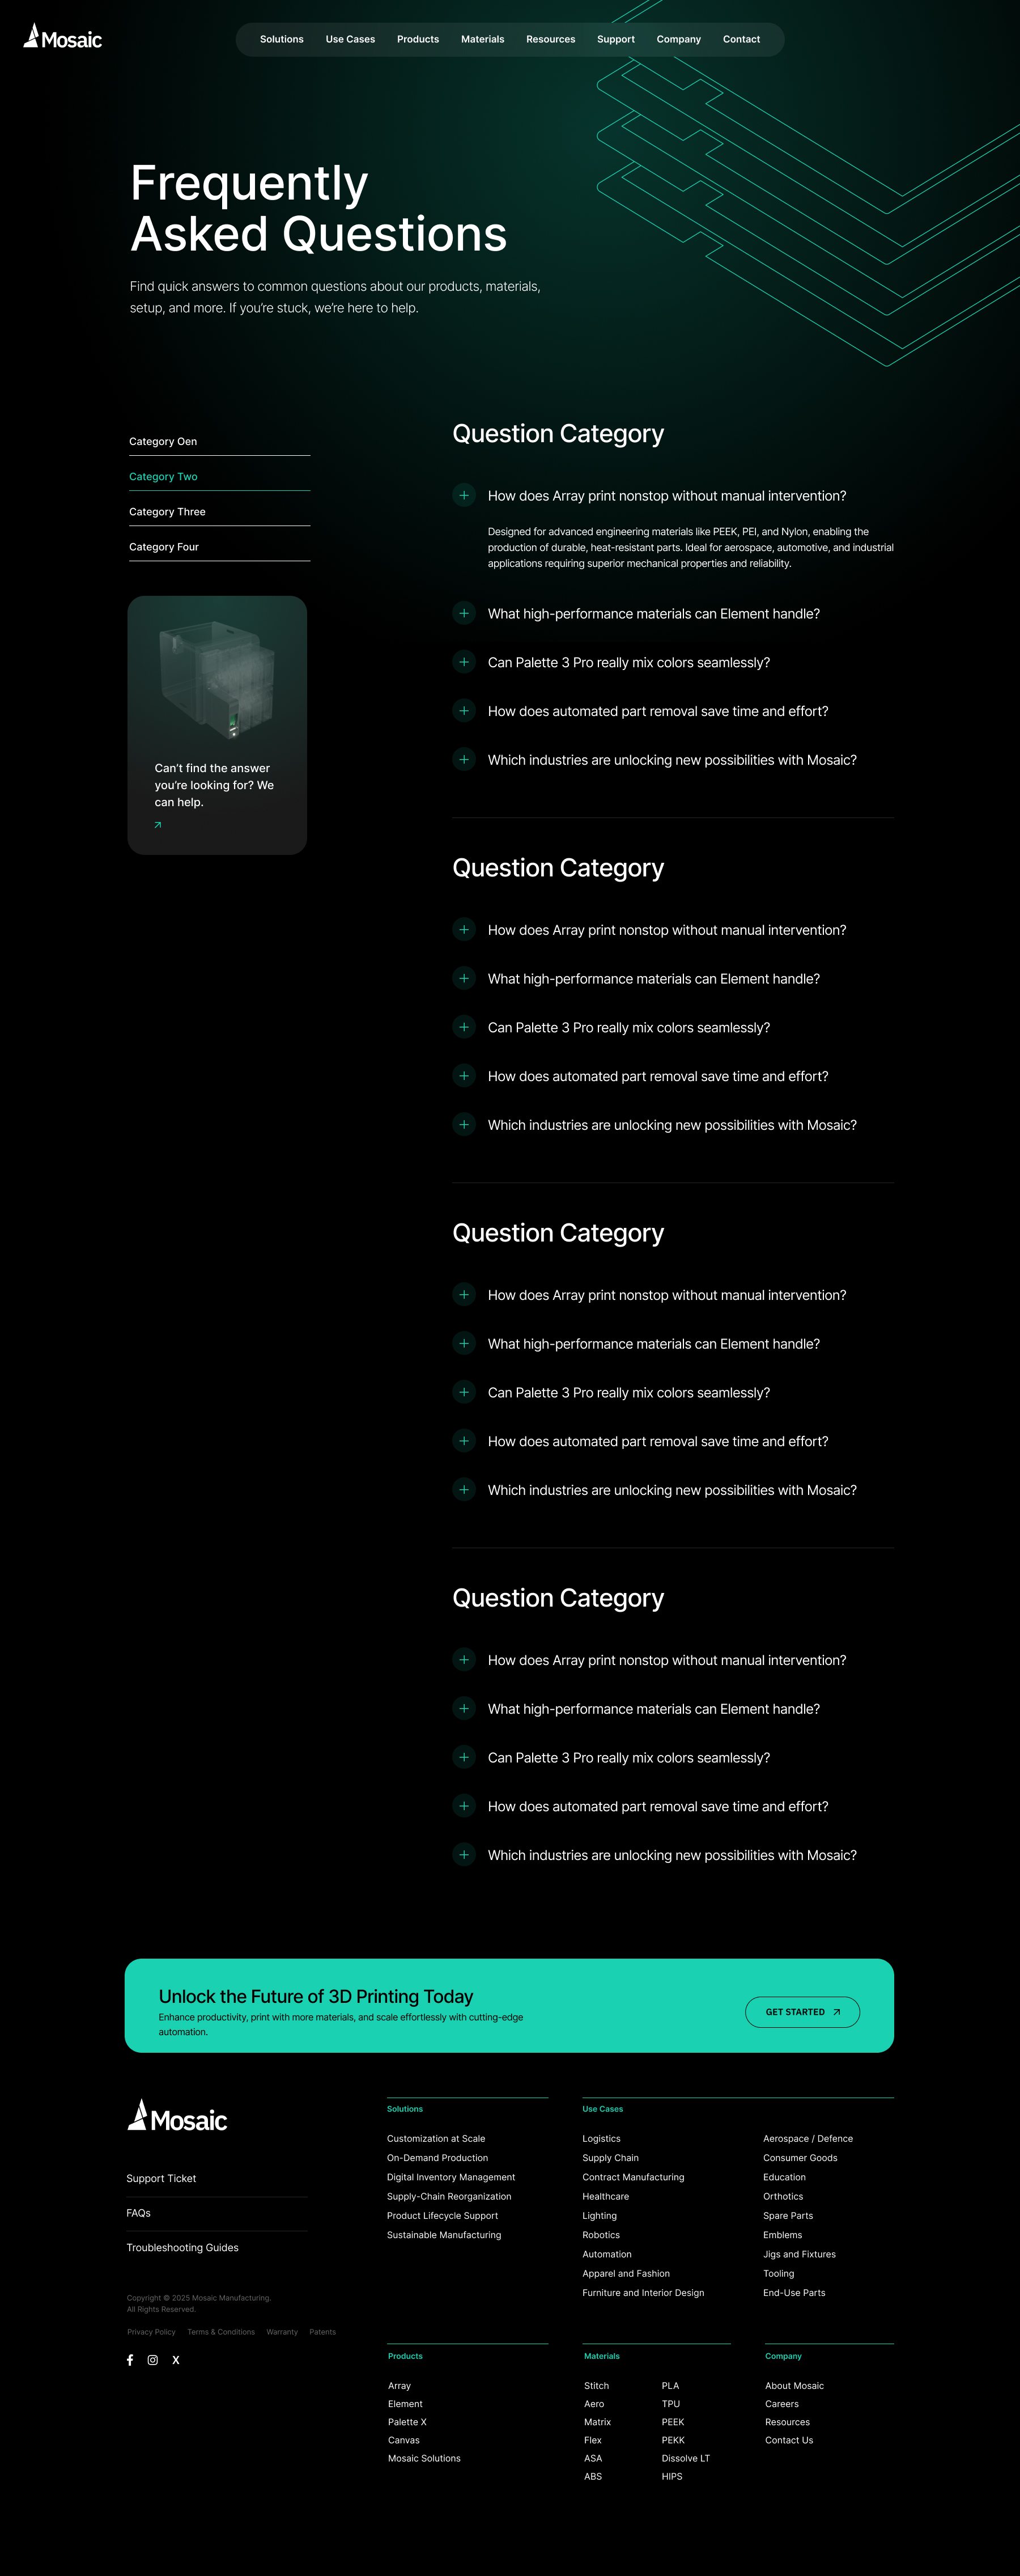 Mosaic
Solutions Use Cases Products Materials Resources Support Company Contact
Frequently
Asked Questions
Find quick answers to common questions about our products, materials,
setup, and more. If you’re stuck, we’re here to help.
Category Oen
Category Two
Category Three
Category Four
Can’t find the answer
you’re looking for? We
can help.
Question Category
How does Array print nonstop without manual intervention?
Designed for advanced engineering materials like PEEK, PEI, and Nylon, enabling the
production of durable, heat-resistant parts. Ideal for aerospace, automotive, and industrial
applications requiring superior mechanical properties and reliability.
What high-performance materials can Element handle?
Can Palette 3 Pro really mix colors seamlessly?
How does automated part removal save time and effort?
Which industries are unlocking new possibilities with Mosaic?
Question Category
How does Array print nonstop without manual intervention?
What high-performance materials can Element handle?
Can Palette 3 Pro really mix colors seamlessly?
How does automated part removal save time and effort?
Which industries are unlocking new possibilities with Mosaic?
Question Category
How does Array print nonstop without manual intervention?
What high-performance materials can Element handle?
Can Palette 3 Pro really mix colors seamlessly?
How does automated part removal save time and effort?
Which industries are unlocking new possibilities with Mosaic?
Question Category
How does Array print nonstop without manual intervention?
What high-performance materials can Element handle?
Can Palette 3 Pro really mix colors seamlessly?
How does automated part removal save time and effort?
Which industries are unlocking new possibilities with Mosaic?
Unlock the Future of 3D Printing Today
Enhance productivity, print with more materials, and scale effortlessly with cutting-edge
automation.
GET STARTED
Mosaic
Support Ticket
FAQs
Troubleshooting Guides
Copyright © 2025 Mosaic Manufacturing.
All Rights Reserved.
Privacy Policy Terms & Conditions Warranty Patents
Solutions
Customization at Scale
On-Demand Production
Digital Inventory Management
Supply-Chain Reorganization
Product Lifecycle Support
Sustainable Manufacturing
Use Cases
Logistics
Supply Chain
Contract Manufacturing
Healthcare
Lighting
Robotics
Automation
Apparel and Fashion
Furniture and Interior Design
Aerospace / Defence
Consumer Goods
Education
Orthotics
Spare Parts
Emblems
Jigs and Fixtures
Tooling
End-Use Parts
Products
Array
Element
Palette X
Canvas
Mosaic Solutions
Materials
Stitch
Aero
Matrix
Flex
ASA
ABS
PLA
TPU
PEEK
PEKK
Dissolve LT
HIPS
Company
About Mosaic
Careers
Resources
Contact Us